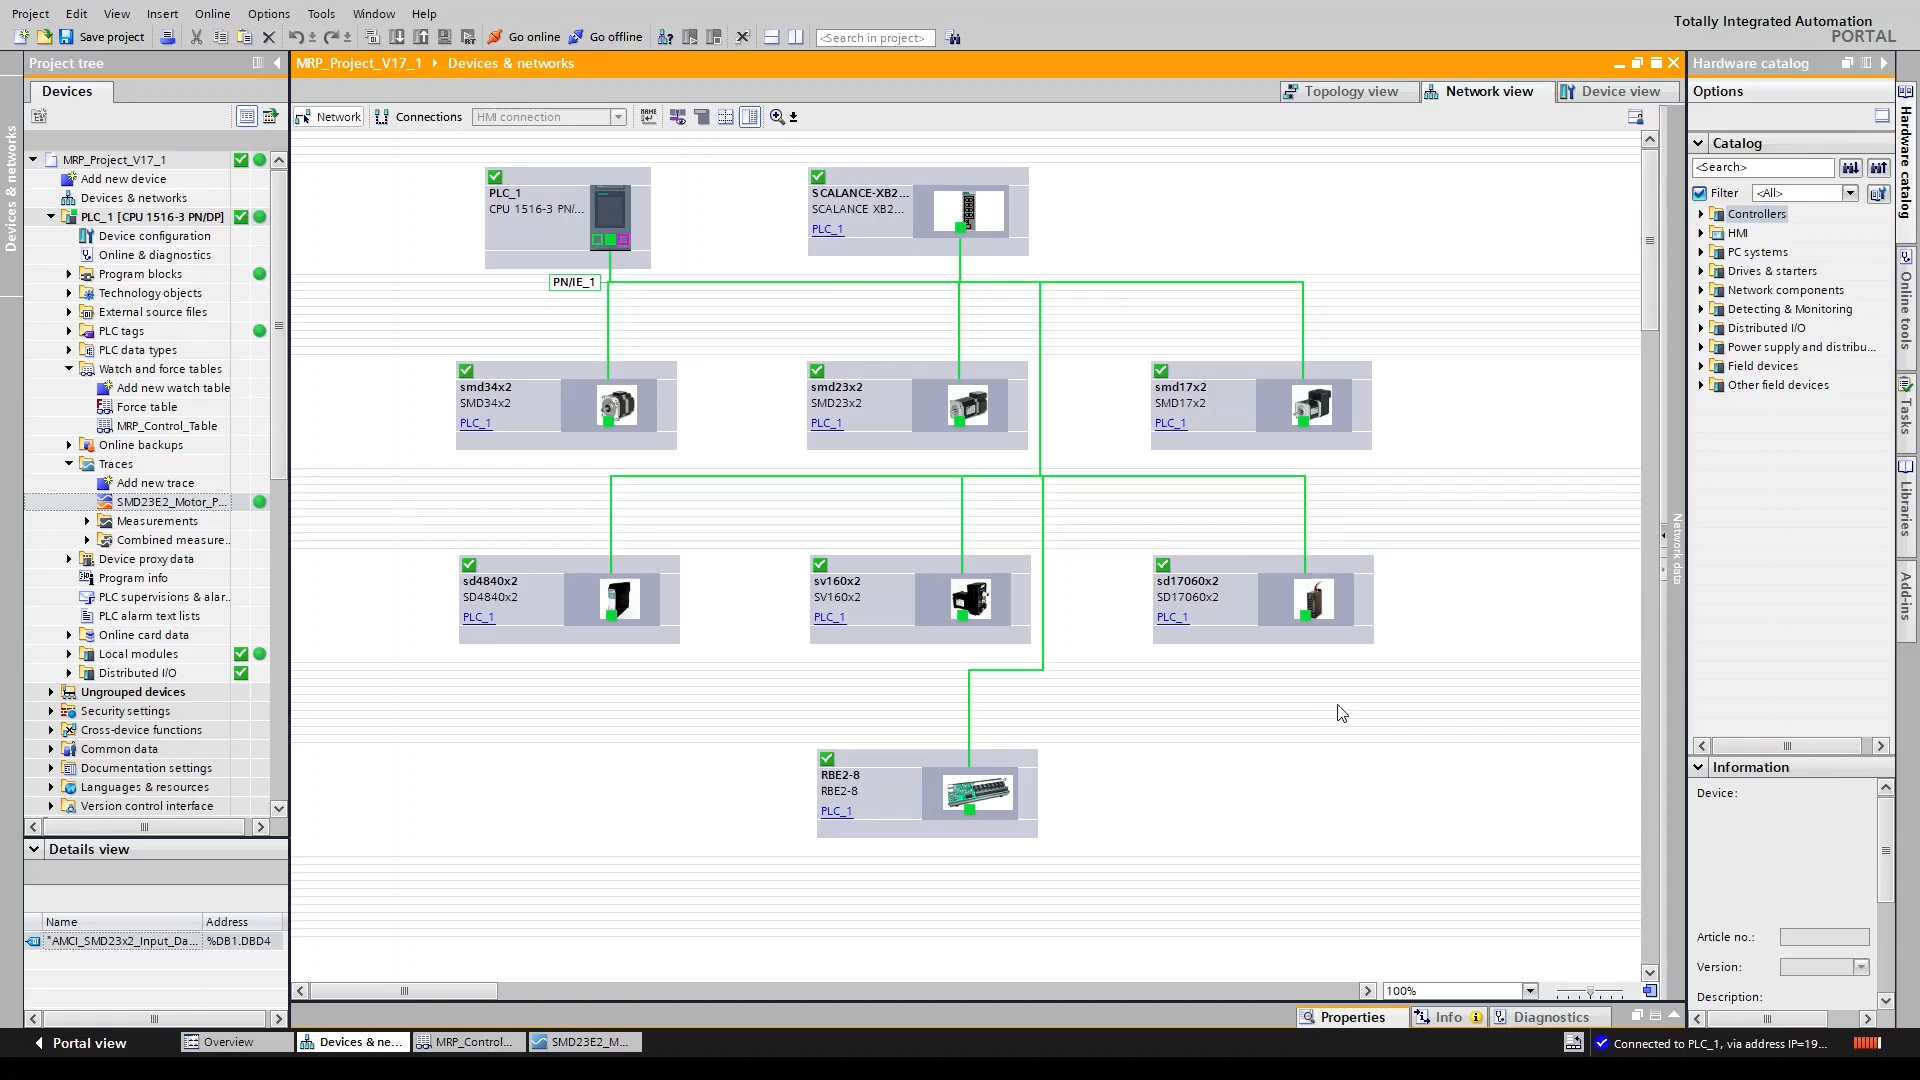 Project Edit View Insert Online Options Tools Window Help
Totally Integrated Automation
PORTAL
Save project Go online Go offline <Search in project>
Project tree
MRP_Project_V17_1 Devices & networks
Hardware catalog
Devices
Topology view Network view Device view
Options
Network Connections HMI connection
Devices & networks
MRP_Project_V17_1
Add new device
Devices & networks
PLC_1 [CPU 1516-3 PN/DP]
Device configuration
Online & diagnostics
Program blocks
Technology objects
External source files
PLC tags
PLC data types
Watch and force tables
Add new watch table
Force table
MRP_Control_Table
Online backups
Traces
Add new trace
SMD23E2_Motor_P...
Measurements
Combined measure..
Device proxy data
Program info
PLC supervisions & alar..
PLC alarm text lists
Online card data
Local modules
Distributed I/O
Ungrouped devices
Security settings
Cross-device functions
Common data
Documentation settings
Languages & resources
Version control interface
Details view
Name Address
"AMCI_SMD23x2_Input_Da... %DB1.DBD4
PLC_1
CPU 1516-3 PN/...
SCALANCE-XB2...
SCALANCE XB2...
PLC_1
PN/IE_1
smd34x2
SMD34x2
PLC_1
smd23x2
SMD23x2
PLC_1
smd17x2
SMD17x2
PLC_1
sd4840x2
SD4840x2
PLC_1
sv160x2
SV160x2
PLC_1
sd17060x2
SD17060x2
PLC_1
RBE2-8
RBE2-8
PLC_1
Network data
100%
Properties Info Diagnostics
Catalog
<Search>
Filter <All>
Controllers
HMI
PC systems
Drives & starters
Network components
Detecting & Monitoring
Distributed I/O
Power supply and distribu...
Field devices
Other field devices
Information
Device:
Article no.:
Version:
Description:
Hardware catalog
Online tools
Tasks
Libraries
Add-ins
Portal view Overview Devices & ne... MRP_Control... SMD23E2_M... Connected to PLC_1, via address IP=19...